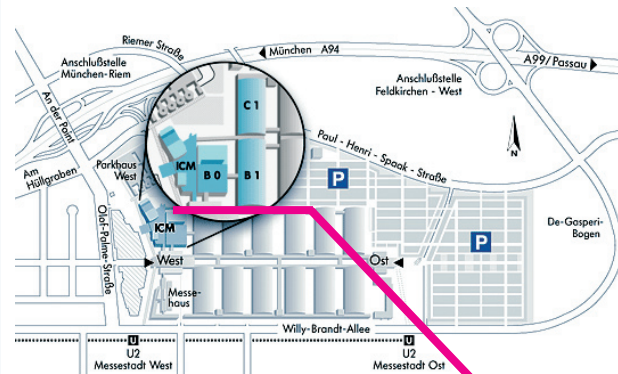 Riemer Straße
München A94
A99/Passau
Anschlußstelle
München-Riem
Anschlußstelle
Feldkirchen - West
An der Point
C 1
Paul - Henri - Spaak - Straße
N
ICM
B 0
B 1
Parkhaus
West
P
Am
Hüllgraben
Olof-Palme-Straße
ICM
De-Gasperi-
Bogen
P
West
Ost
Messe-
haus
Willy-Brandt-Allee
U
U2
Messestadt West
U
U2
Messestadt Ost